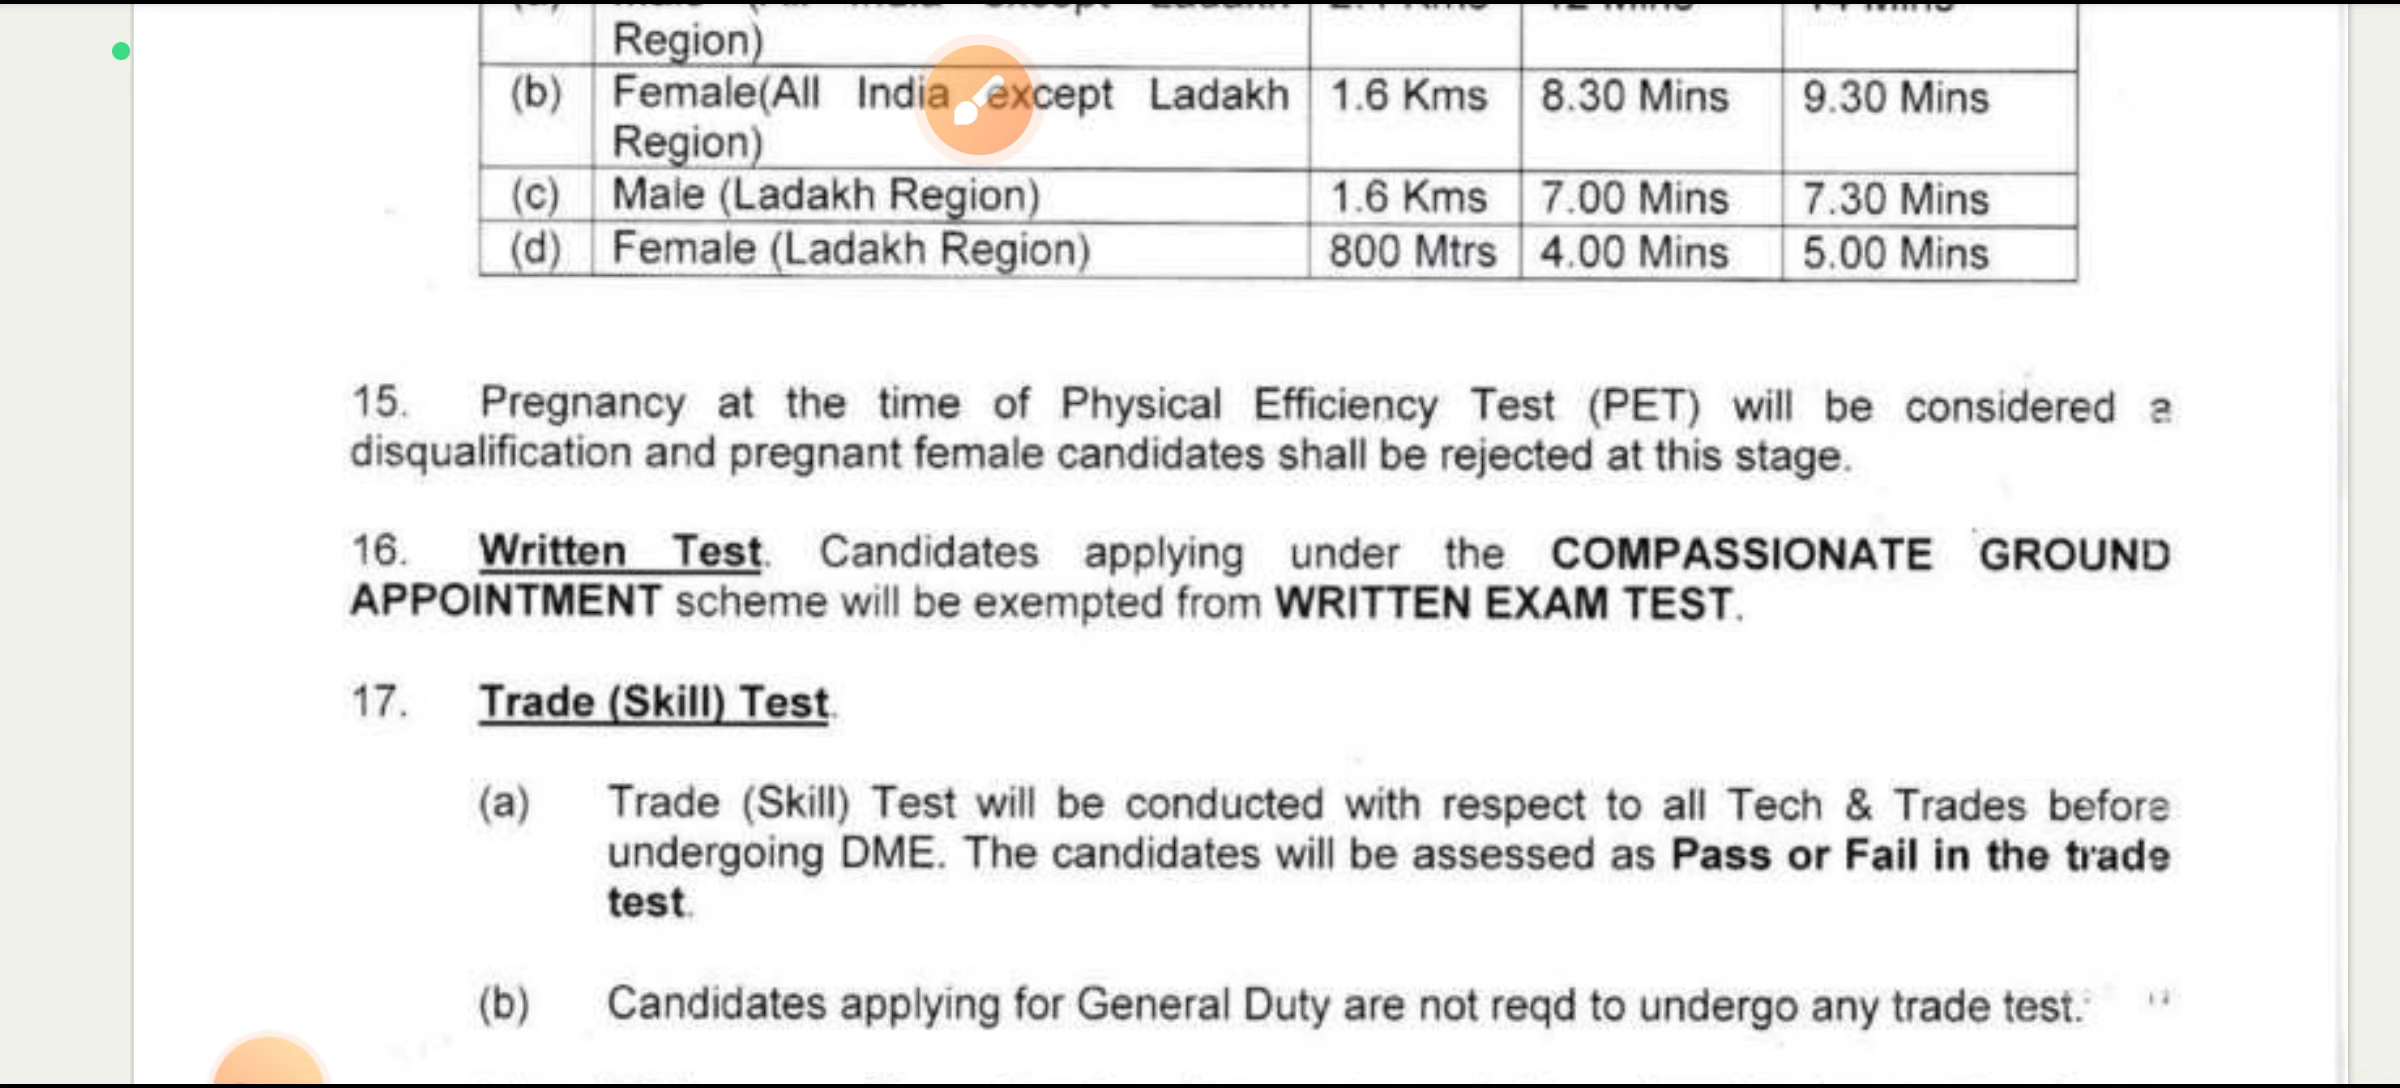 Region)
(b) Female(All India except Ladakh 1.6 Kms 8.30 Mins 9.30 Mins
Region)
(c) Male (Ladakh Region) 1.6 Kms 7.00 Mins 7.30 Mins
(d) Female (Ladakh Region) 800 Mtrs 4.00 Mins 5.00 Mins
15. Pregnancy at the time of Physical Efficiency Test (PET) will be considered a
disqualification and pregnant female candidates shall be rejected at this stage.
16. Written Test. Candidates applying under the COMPASSIONATE GROUND
APPOINTMENT scheme will be exempted from WRITTEN EXAM TEST.
17. Trade (Skill) Test.
(a) Trade (Skill) Test will be conducted with respect to all Tech & Trades before
undergoing DME. The candidates will be assessed as Pass or Fail in the trade
test.
(b) Candidates applying for General Duty are not reqd to undergo any trade test.